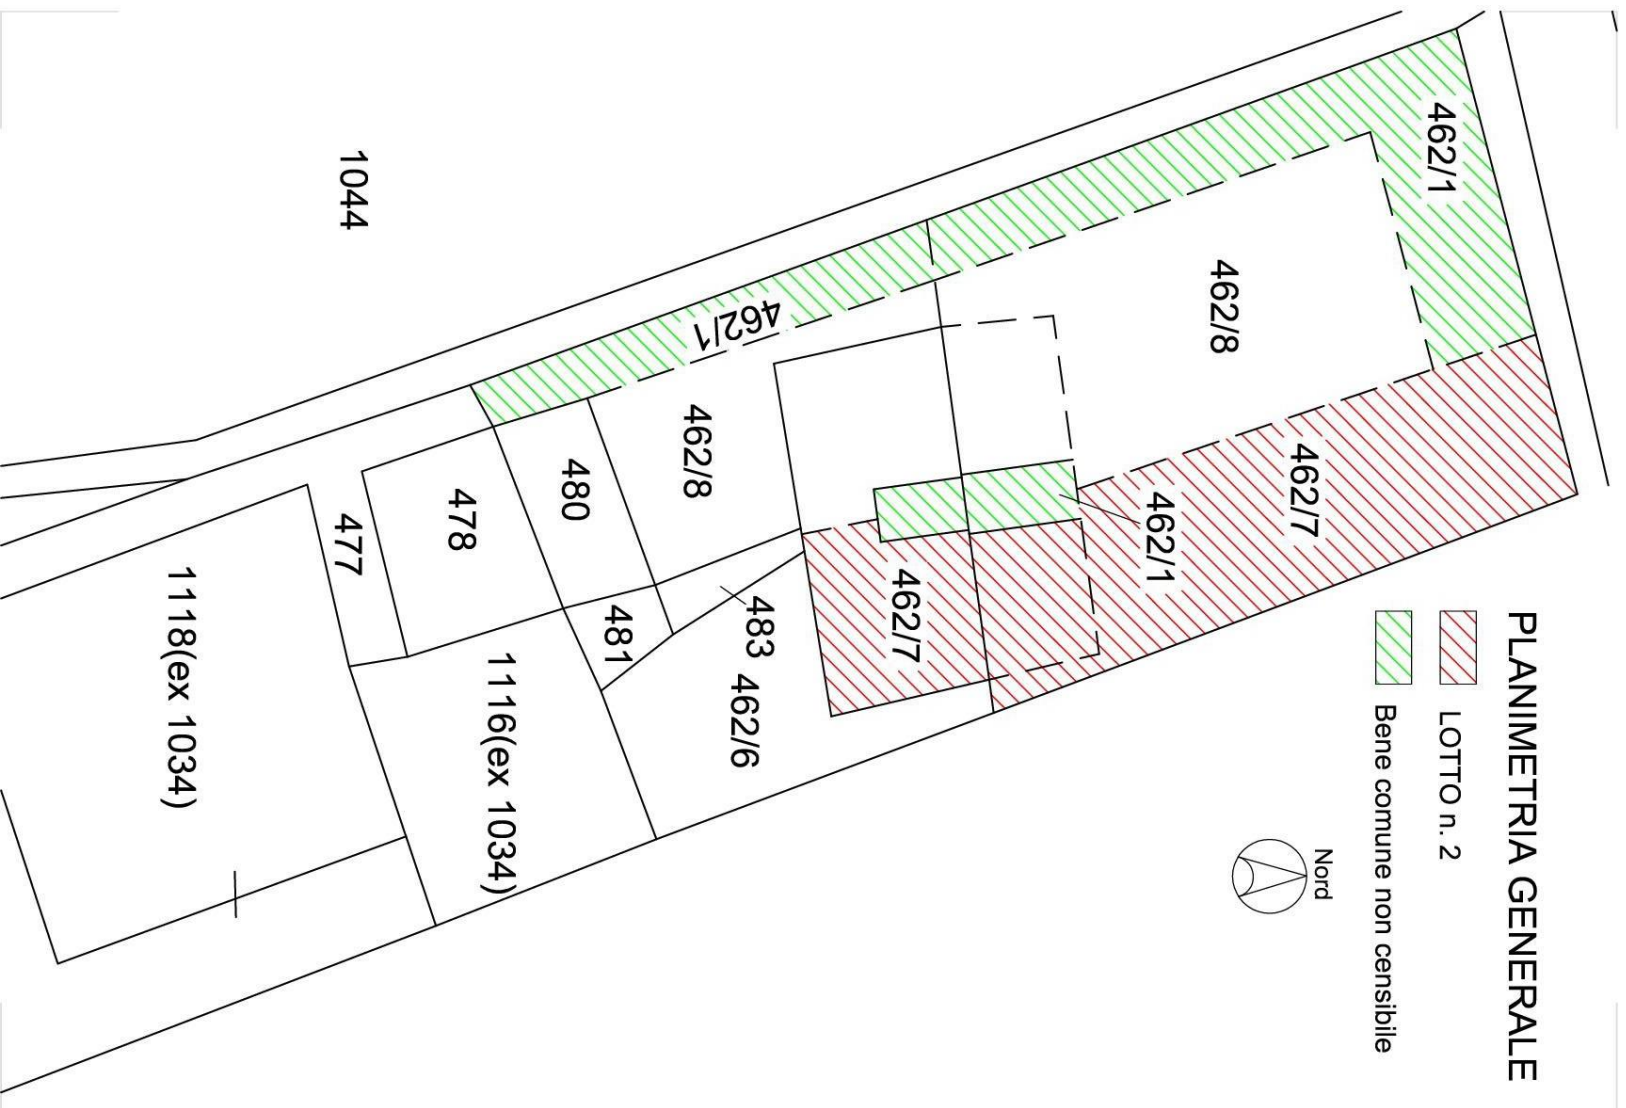 PLANIMETRIA GENERALE
LOTTO n. 2
Bene comune non censibile
Nord
462/1
462/7
462/8
462/1
462/7
483
462/6
462/1
462/8
481
480
1116(ex 1034)
478
1044
477
1118(ex 1034)